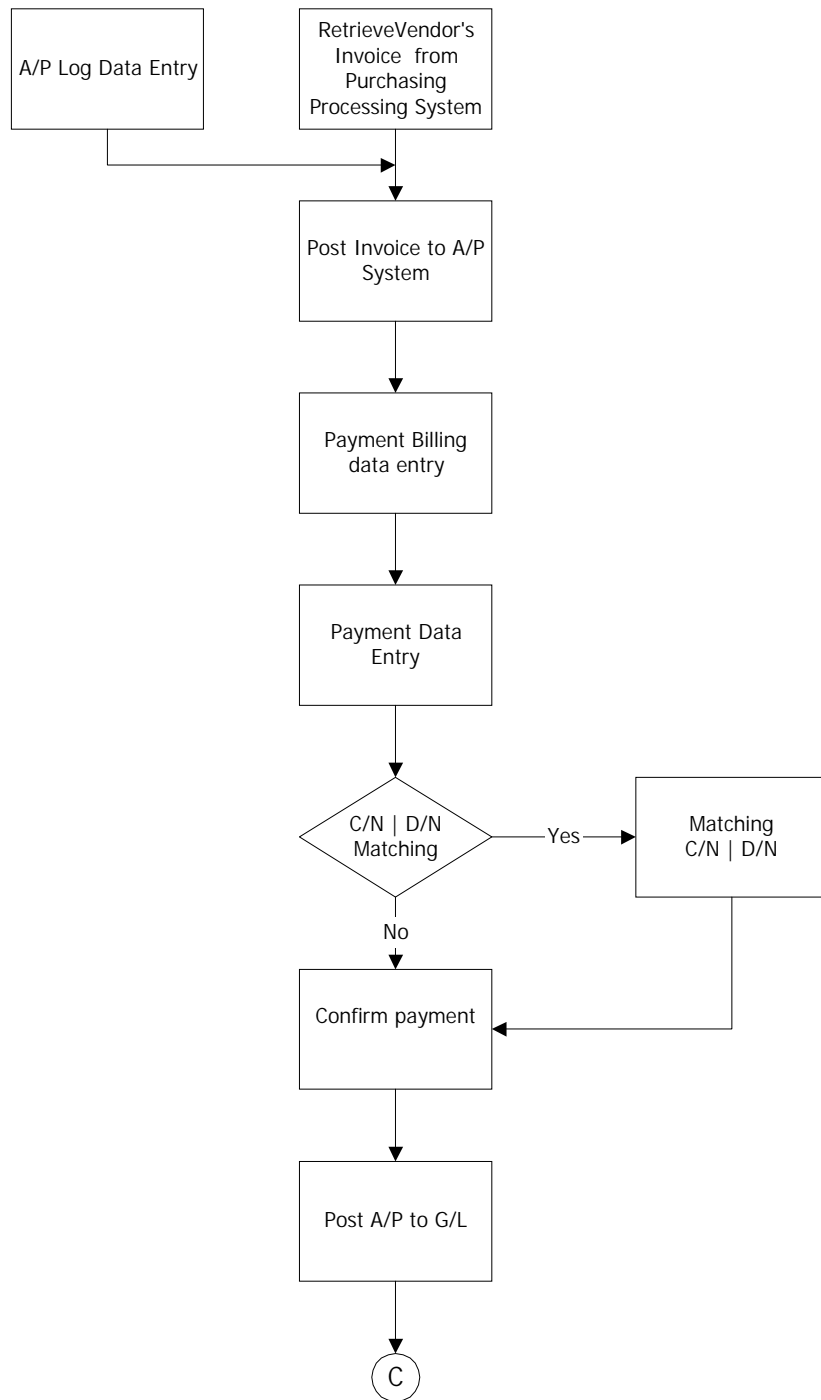 A/P Log Data Entry
RetrieveVendor's
Invoice from
Purchasing
Processing System
Post Invoice to A/P
System
Payment Billing
data entry
Payment Data
Entry
C/N | D/N
Matching
Yes
Matching
C/N | D/N
No
Confirm payment
Post A/P to G/L
C